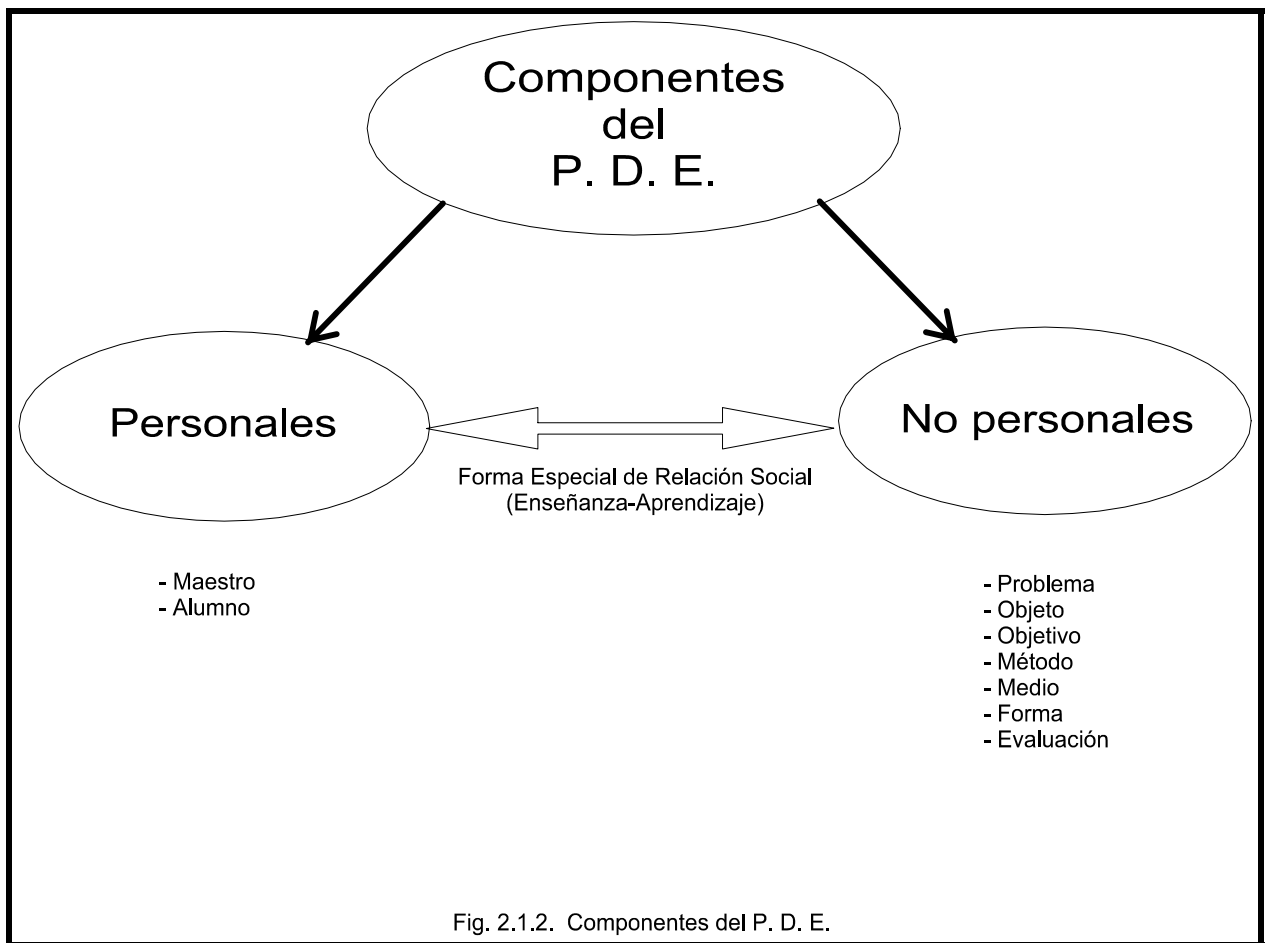 Componentes
del
P. D. E.
Personales
No personales
Forma Especial de Relación Social
(Enseñanza-Aprendizaje)
- Maestro
- Alumno
- Problema
- Objeto
- Objetivo
- Método
- Medio
- Forma
- Evaluación
Fig. 2.1.2. Componentes del P. D. E.